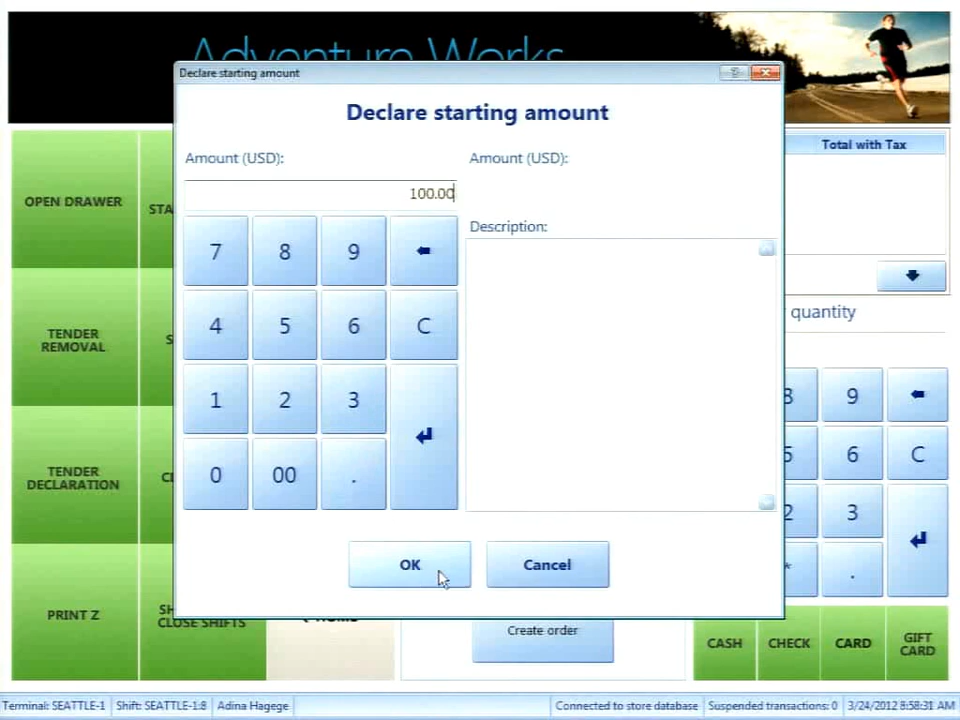 Adventure Works
Declare starting amount
Declare starting amount
Amount (USD):
Amount (USD):
100.00
Description:
7 8 9
4 5 6 C
1 2 3
0 00 .
OK Cancel
OPEN DRAWER
TENDER
REMOVAL
TENDER
DECLARATION
PRINT Z
CLOSE SHIFTS
Total with Tax
quantity
9
6 C
3
.
Create order
CASH CHECK CARD GIFT
CARD
Terminal: SEATTLE-1 Shift: SEATTLE-1:8 Adina Hagege Connected to store database Suspended transactions: 0 3/24/2012 8:58:31 AM